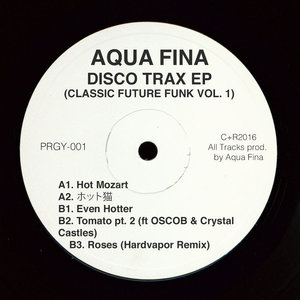 AQUA FINA
DISCO TRAX EP
(CLASSIC FUTURE FUNK VOL. 1)
PRGY-001
C+R2016
All Tracks prod.
by Aqua Fina
A1. Hot Mozart
A2. ホット猫
B1. Even Hotter
B2. Tomato pt. 2 (ft OSCOB & Crystal
Castles)
B3. Roses (Hardvapor Remix)